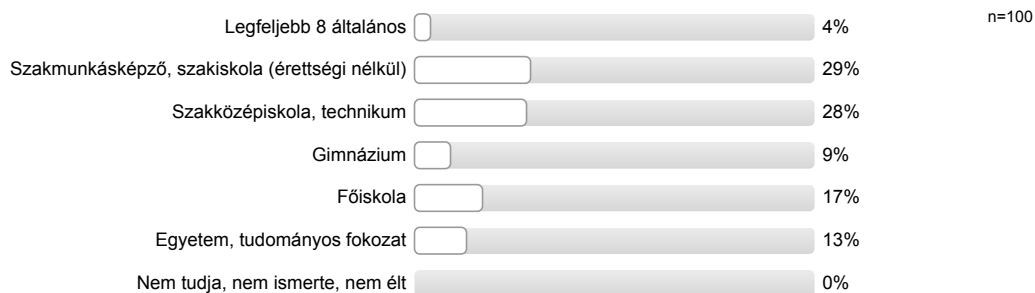 Legfeljebb 8 általános 4% n=100
Szakmunkásképző, szakiskola (érettségi nélkül) 29%
Szakközépiskola, technikum 28%
Gimnázium 9%
Főiskola 17%
Egyetem, tudományos fokozat 13%
Nem tudja, nem ismerte, nem élt 0%